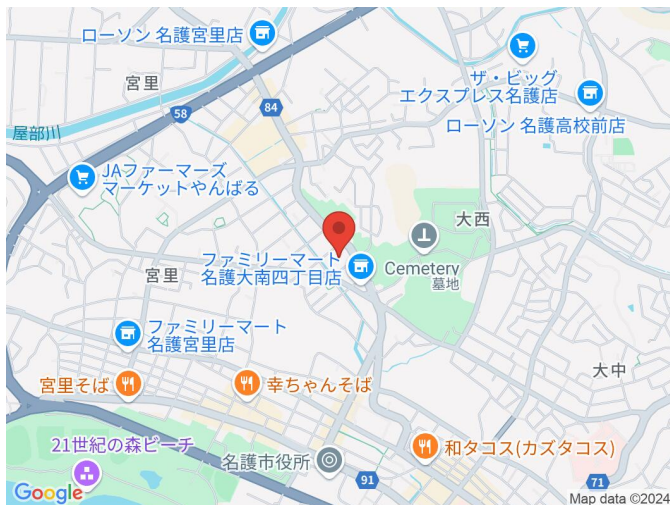 ローソン 名護宮里店
宮里
ザ・ビッグ
エクスプレス名護店
84
58
ローソン 名護高校前店
屋部川
JAファーマーズ
マーケットやんばる
大西
ファミリーマート
名護大南四丁目店
Cemetery
墓地
宮里
ファミリーマート
名護宮里店
大中
宮里そば
幸ちゃんそば
21世紀の森ビーチ
名護市役所
和タコス(カズタコス)
91
71
Google
Map data ©2024